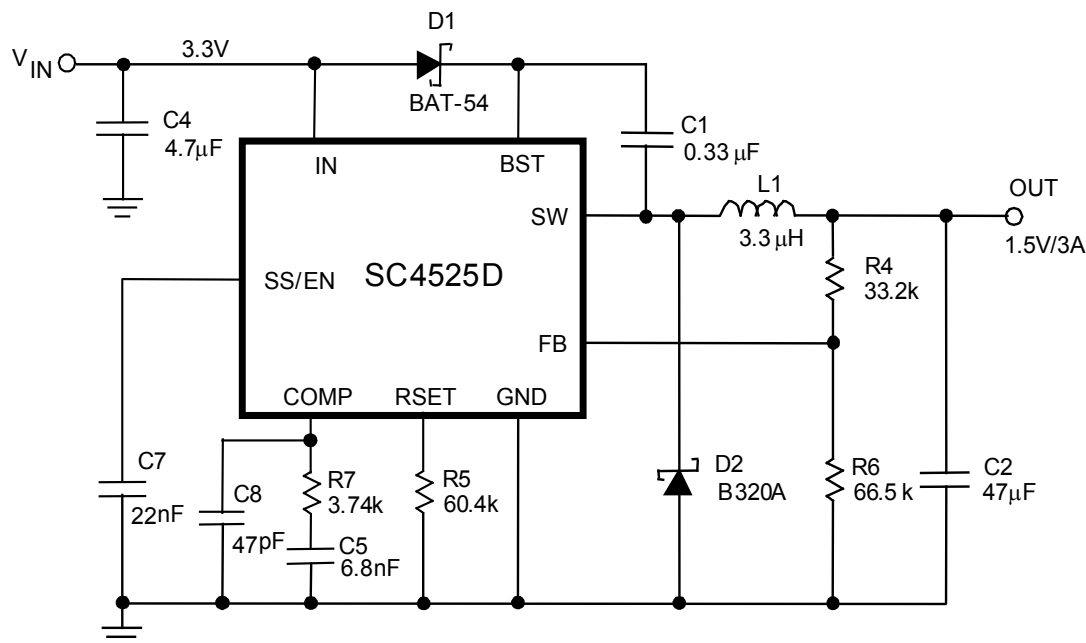 D1
V IN
3.3V
BAT-54
C4
4.7µF
C1
0.33 µF
IN
BST
L1
OUT
SW
3.3 µH
1.5V/3A
SS/EN
SC4525D
R4
33.2k
FB
COMP
RSET
GND
C7
22nF
C8
47pF
R7
3.74k
C5
6.8nF
R5
60.4k
D2
B320A
R6
66.5 k
C2
47µF